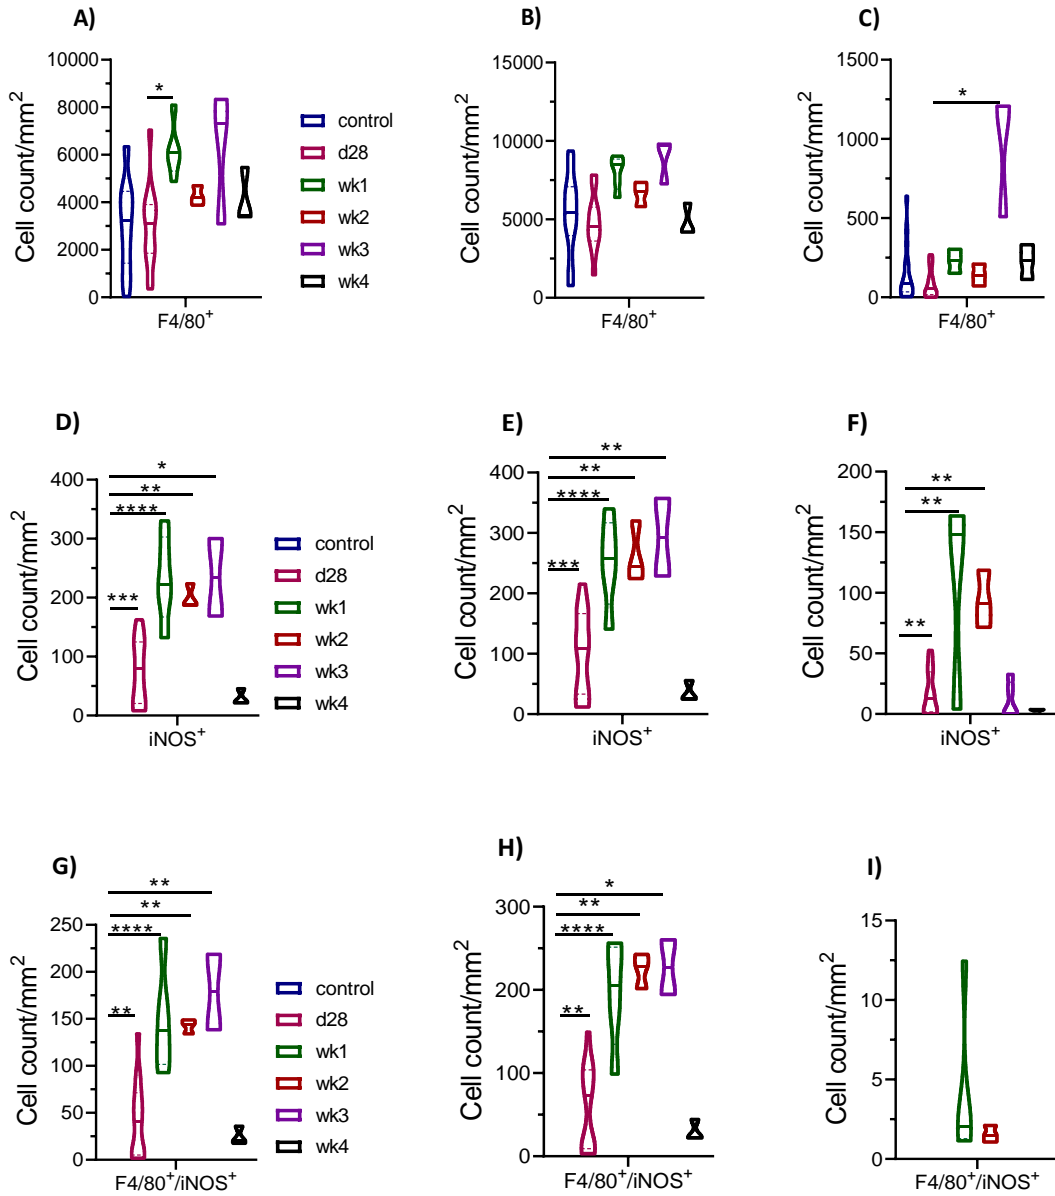 A)
B)
C)
Cell count/mm²
10000
8000
6000
4000
2000
0
*
F4/80⁺
control
d28
wk1
wk2
wk3
wk4
Cell count/mm²
15000
10000
5000
0
F4/80⁺
Cell count/mm²
1500
1000
500
0
*
F4/80⁺
D)
E)
F)
Cell count/mm²
400
300
200
100
0
*
**
****
***
iNOS⁺
control
d28
wk1
wk2
wk3
wk4
Cell count/mm²
400
300
200
100
0
**
**
****
***
iNOS⁺
Cell count/mm²
200
150
100
50
0
**
**
**
iNOS⁺
G)
H)
I)
Cell count/mm²
250
200
150
100
50
0
**
**
****
**
F4/80⁺/iNOS⁺
control
d28
wk1
wk2
wk3
wk4
Cell count/mm²
300
200
100
0
*
**
****
**
F4/80⁺/iNOS⁺
Cell count/mm²
15
10
5
0
F4/80⁺/iNOS⁺